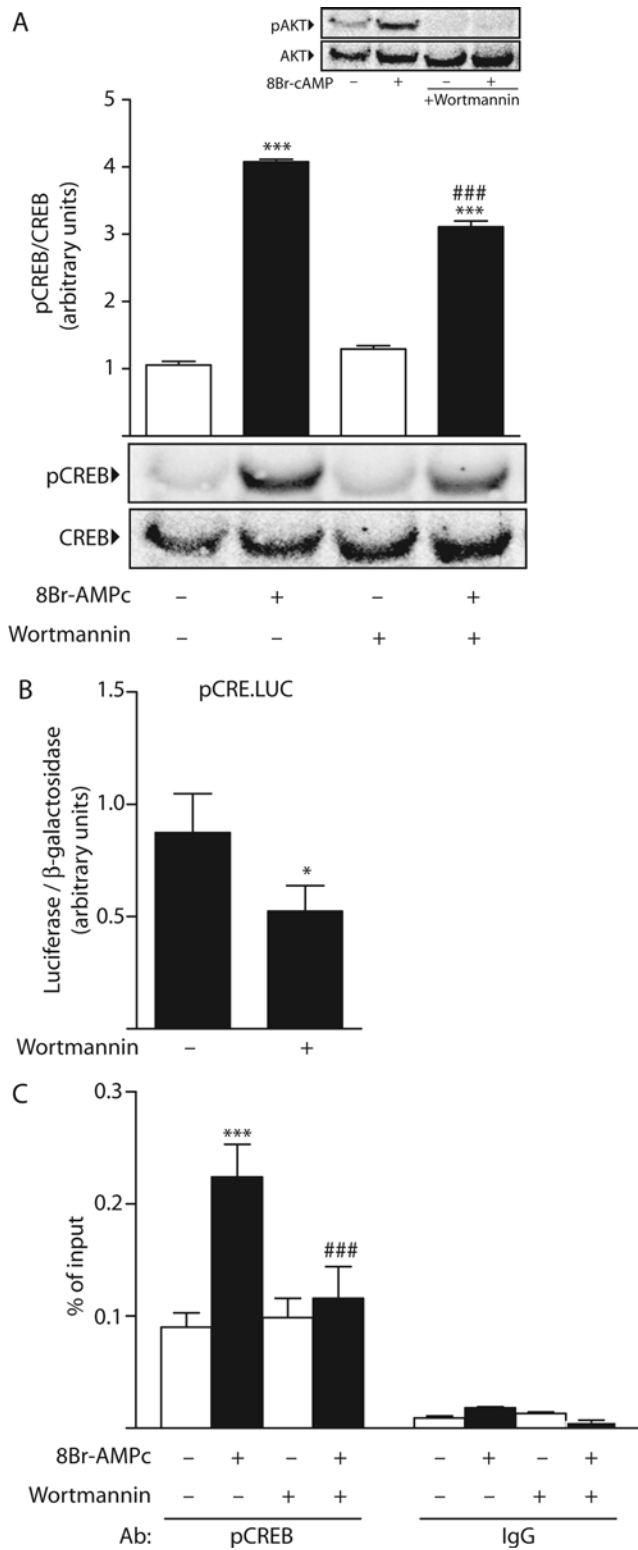 A
pAKT
AKT
8Br-cAMP – + – +
+Wortmannin
5
4
3
2
1
pCREB/CREB
(arbitrary units)
***
###
***
pCREB
CREB
8Br-AMPc – + – +
Wortmannin – – + +
B
pCRE.LUC
1.5
1.0
0.5
Luciferase / β-galactosidase
(arbitrary units)
*
Wortmannin – +
C
0.3
0.2
0.1
% of input
***
###
8Br-AMPc – + – + – + – +
Wortmannin – – + + – – + +
Ab: pCREB IgG